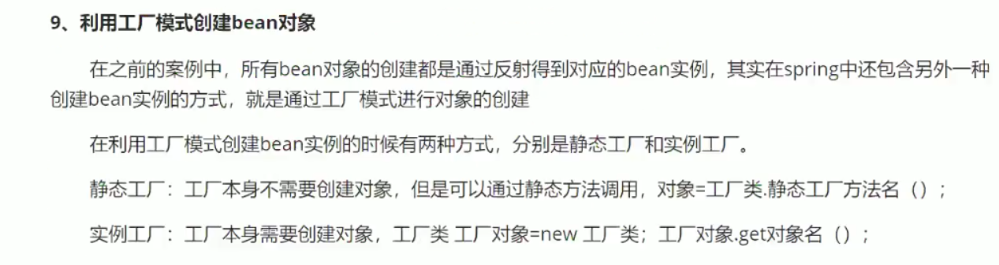 9、利用工厂模式创建bean对象
在之前的案例中，所有bean对象的创建都是通过反射得到对应的bean实例，其实在spring中还包含另外一种
创建bean实例的方式，就是通过工厂模式进行对象的创建
在利用工厂模式创建bean实例的时候有两种方式，分别是静态工厂和实例工厂。
静态工厂：工厂本身不需要创建对象，但是可以通过静态方法调用，对象=工厂类.静态工厂方法名（）；
实例工厂：工厂本身需要创建对象，工厂类 工厂对象=new 工厂类；工厂对象.get对象名（）；